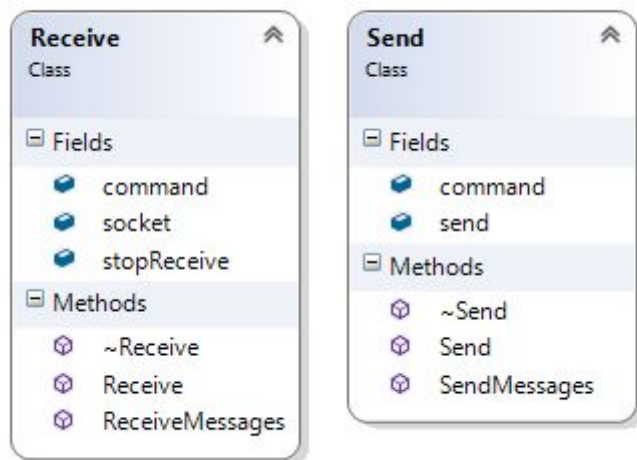 Receive
Class
Fields
command
socket
stopReceive
Methods
~Receive
Receive
ReceiveMessages
Send
Class
Fields
command
send
Methods
~Send
Send
SendMessages